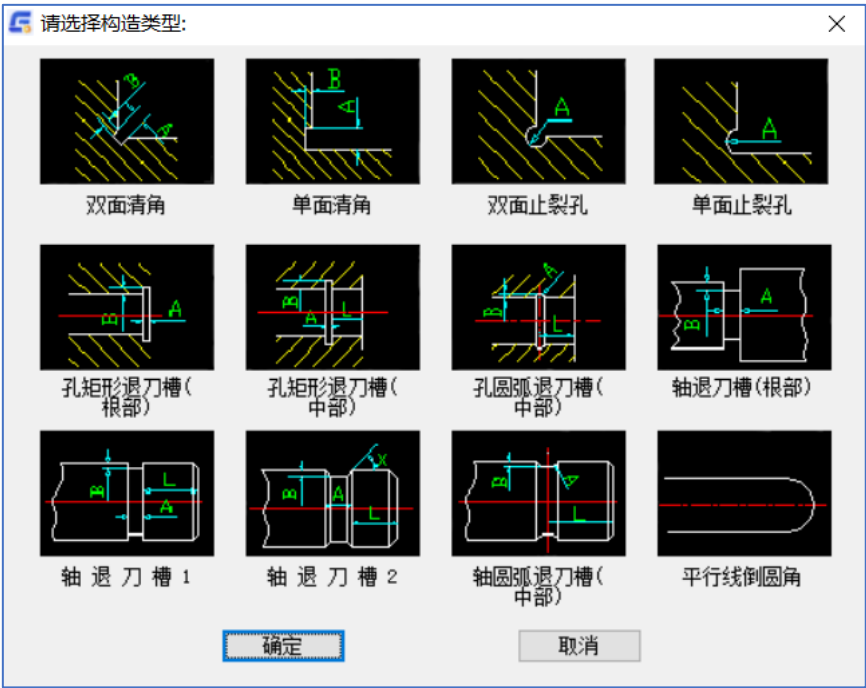 请选择构造类型:
B A
B A
A
A
双面清角
单面清角
双面止裂孔
单面止裂孔
B A
B A L
B A L
B A
孔矩形退刀槽(
根部)
孔矩形退刀槽(
中部)
孔圆弧退刀槽(
中部)
轴退刀槽(根部)
B L A
B A X L
B A L
轴 退 刀 槽 1
轴 退 刀 槽 2
轴圆弧退刀槽(
中部)
平行线倒圆角
确定
取消